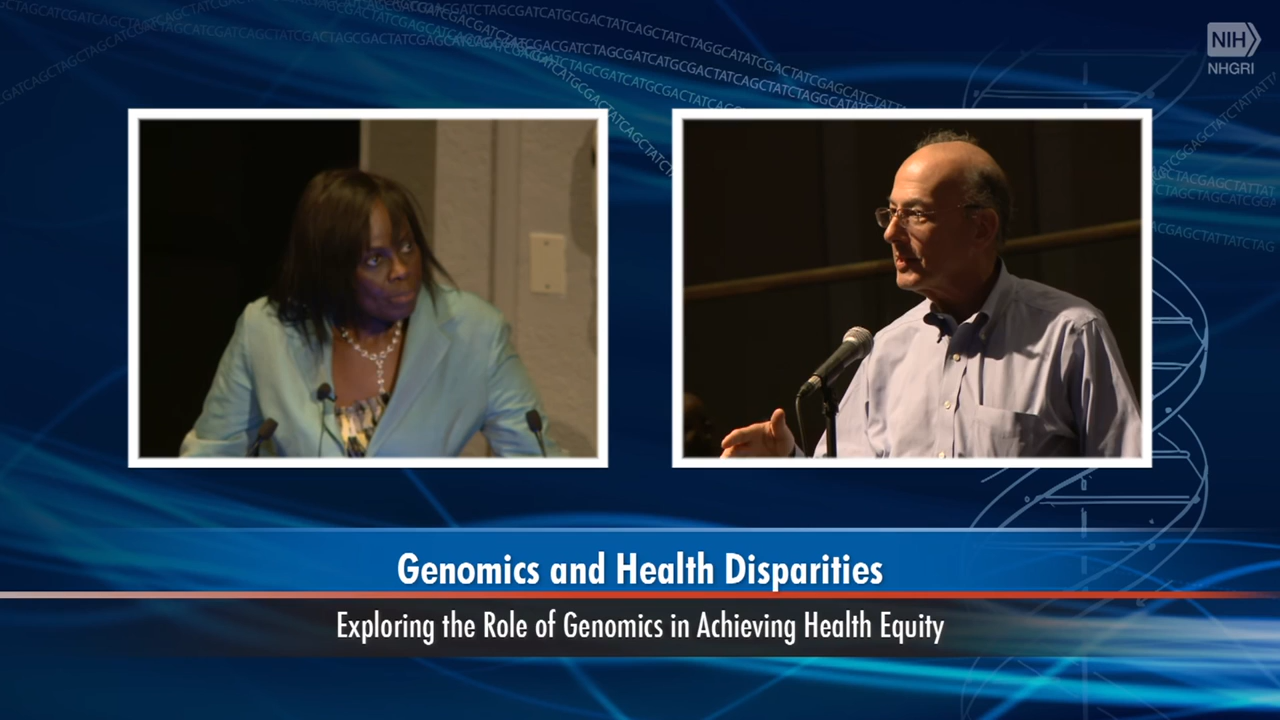 NIH
NHGRI
Genomics and Health Disparities
Exploring the Role of Genomics in Achieving Health Equity